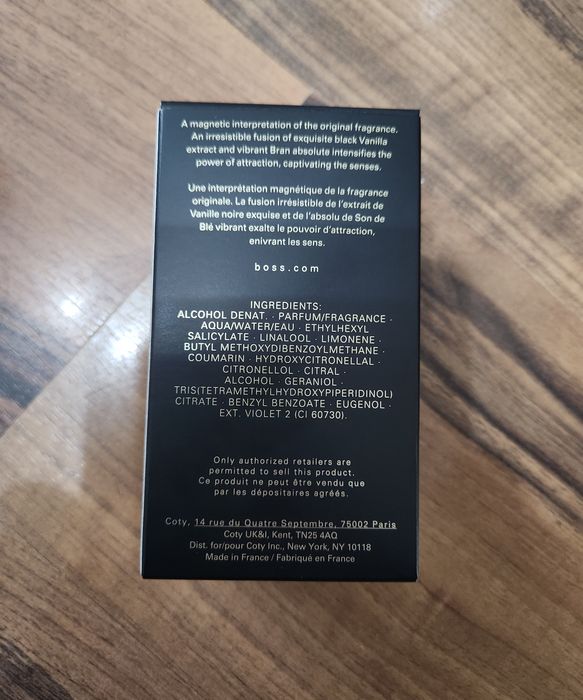 A magnetic interpretation of the original fragrance.
An irresistible fusion of exquisite black Vanilla
extract and vibrant Bran absolute intensifies the
power of attraction, captivating the senses.
Une interprétation magnétique de la fragrance
originale. La fusion irrésistible de l'extrait de
Vanille noire exquise et de l'absolu de Son de
Blé vibrant exalte le pouvoir d'attraction,
enivrant les sens.
boss.com
INGREDIENTS:
ALCOHOL DENAT. · PARFUM/FRAGRANCE ·
AQUA/WATER/EAU · ETHYLHEXYL
SALICYLATE · LINALOOL · LIMONENE ·
BUTYL METHOXYDIBENZOYLMETHANE ·
COUMARIN · HYDROXYCITRONELLAL ·
CITRONELLOL · CITRAL ·
ALCOHOL · GERANIOL ·
TRIS(TETRAMETHYLHYDROXYPIPERIDINOL)
CITRATE · BENZYL BENZOATE · EUGENOL ·
EXT. VIOLET 2 (CI 60730).
Only authorized retailers are
permitted to sell this product.
Ce produit ne peut être vendu que
par les dépositaires agréés.
Coty, 14 rue du Quatre Septembre, 75002 Paris
Coty UK&I, Kent, TN25 4AQ
Dist. for/pour Coty Inc., New York, NY 10118
Made in France / Fabriqué en France